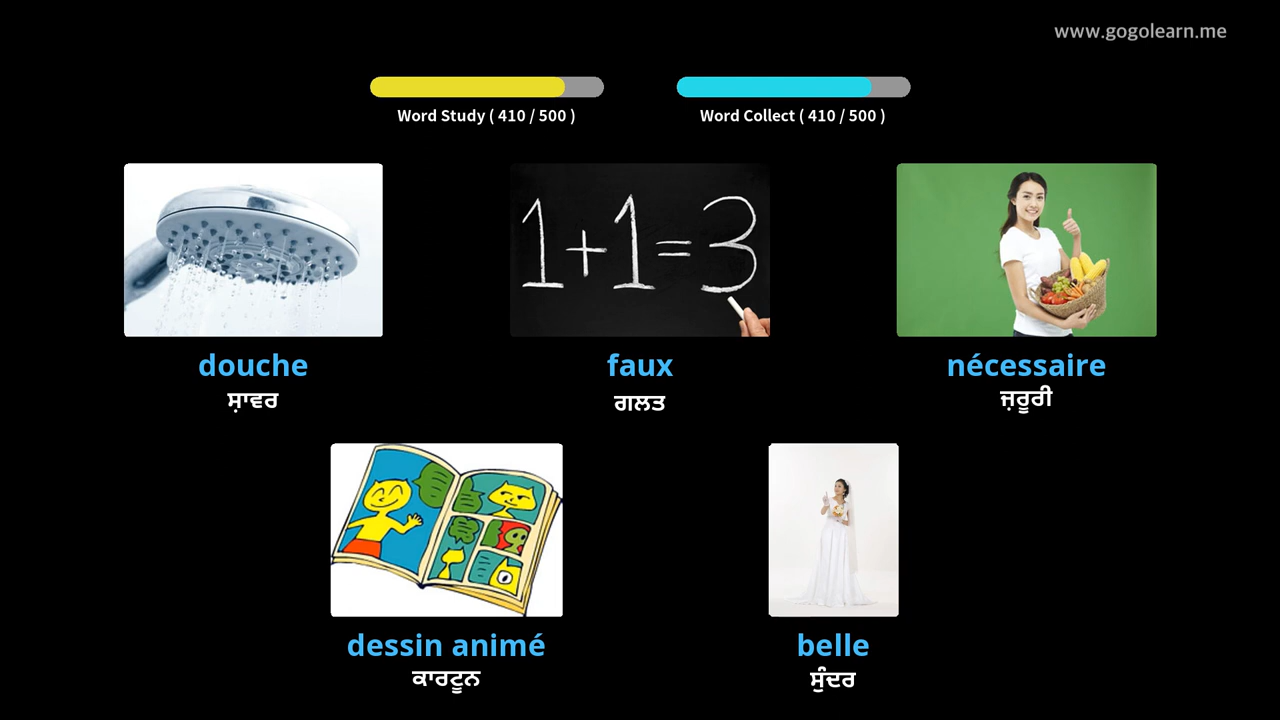 www.gogolearn.me
Word Study ( 410 / 500 )
Word Collect ( 410 / 500 )
1+1=3
douche
ਸ਼ਾਵਰ
faux
ਗਲਤ
nécessaire
ਜ਼ਰੂਰੀ
dessin animé
ਕਾਰਟੂਨ
belle
ਸੁੰਦਰ